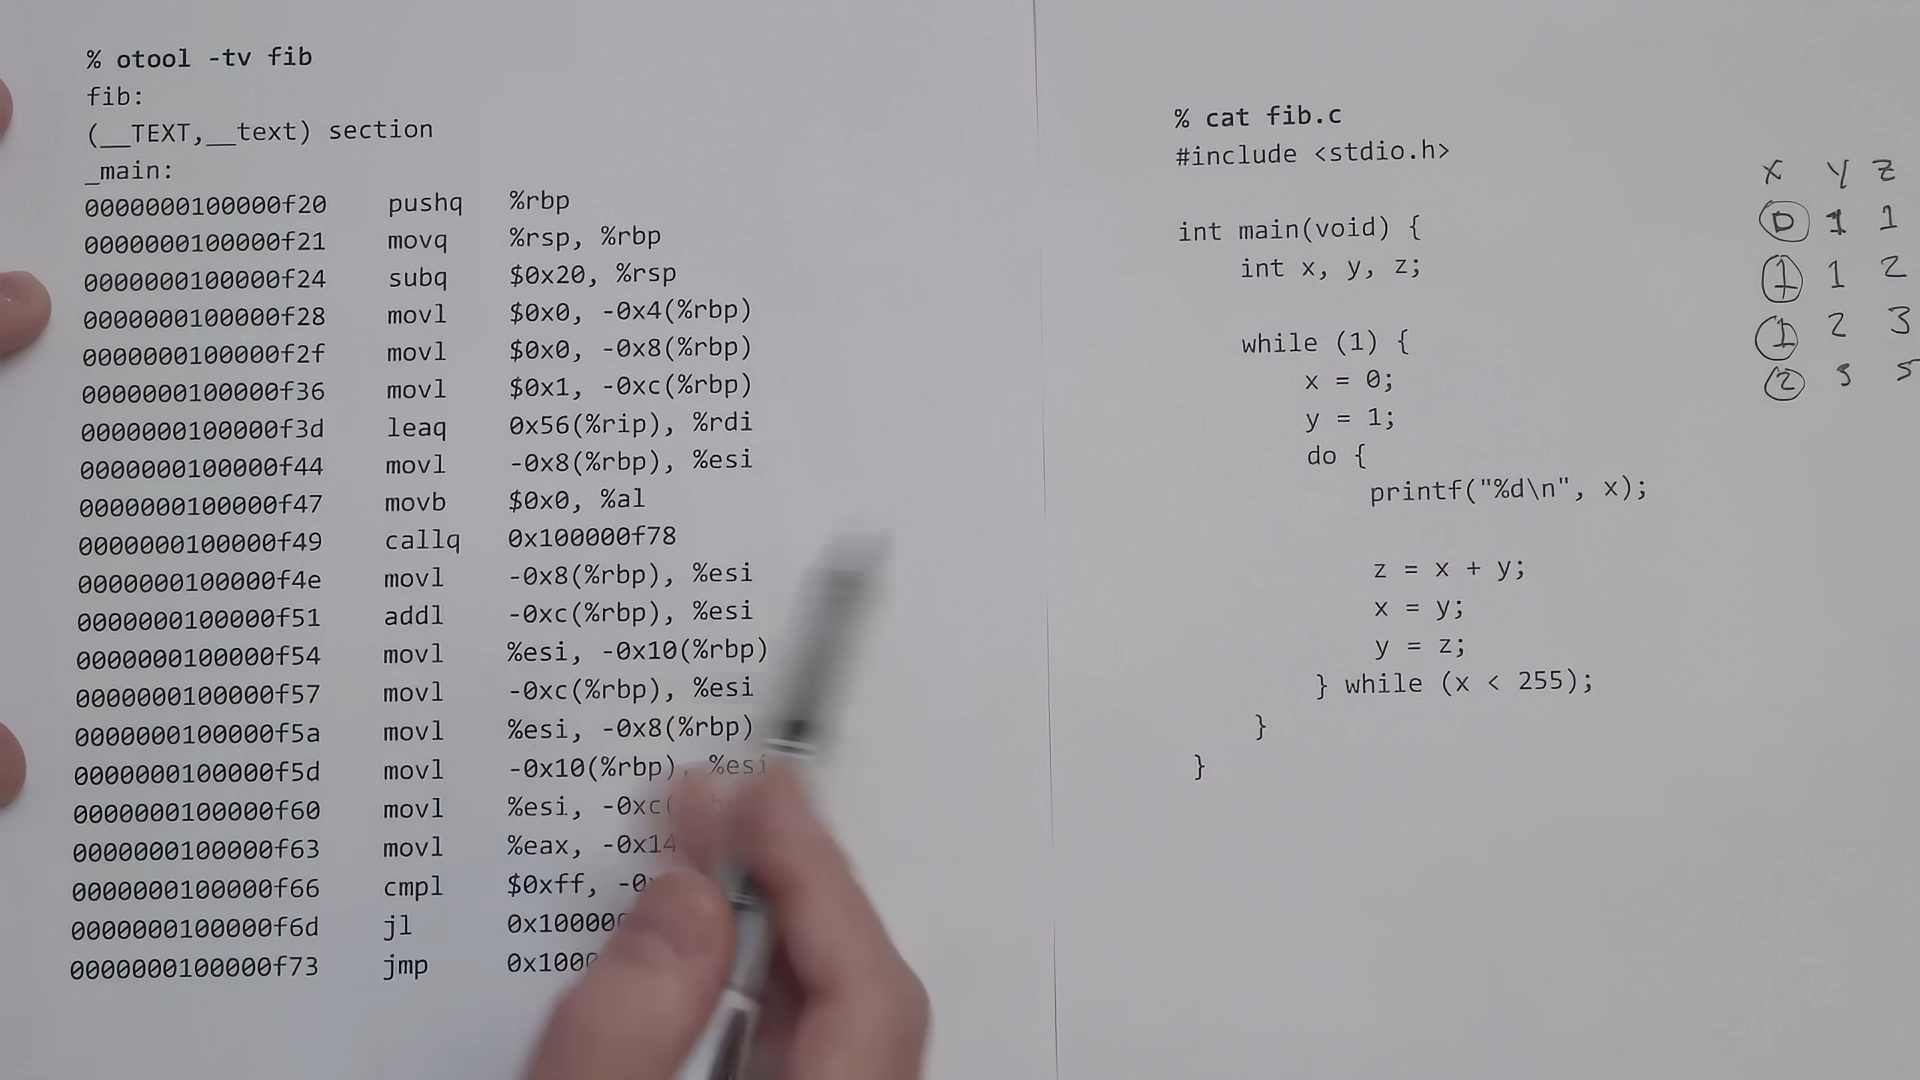 % otool -tv fib
fib:
(__TEXT,__text) section
_main:
0000000100000f20 pushq %rbp
0000000100000f21 movq %rsp, %rbp
0000000100000f24 subq $0x20, %rsp
0000000100000f28 movl $0x0, -0x4(%rbp)
0000000100000f2f movl $0x0, -0x8(%rbp)
0000000100000f36 movl $0x1, -0xc(%rbp)
0000000100000f3d leaq 0x56(%rip), %rdi
0000000100000f44 movl -0x8(%rbp), %esi
0000000100000f47 movb $0x0, %al
0000000100000f49 callq 0x100000f78
0000000100000f4e movl -0x8(%rbp), %esi
0000000100000f51 addl -0xc(%rbp), %esi
0000000100000f54 movl %esi, -0x10(%rbp)
0000000100000f57 movl -0xc(%rbp), %esi
0000000100000f5a movl %esi, -0x8(%rbp)
0000000100000f5d movl -0x10(%rbp), %esi
0000000100000f60 movl %esi,
0000000100000f63 movl %eax,
0000000100000f66 cmpl $0xff,
0000000100000f6d jl
0000000100000f73 jmp
% cat fib.c
#include <stdio.h>
int main(void) {
int x, y, z;
while (1) {
x = 0;
y = 1;
do {
printf("%d\n", x);
z = x + y;
x = y;
y = z;
} while (x < 255);
}
}
x y z
0 1 1
1 1 2
1 2 3
2 3 5